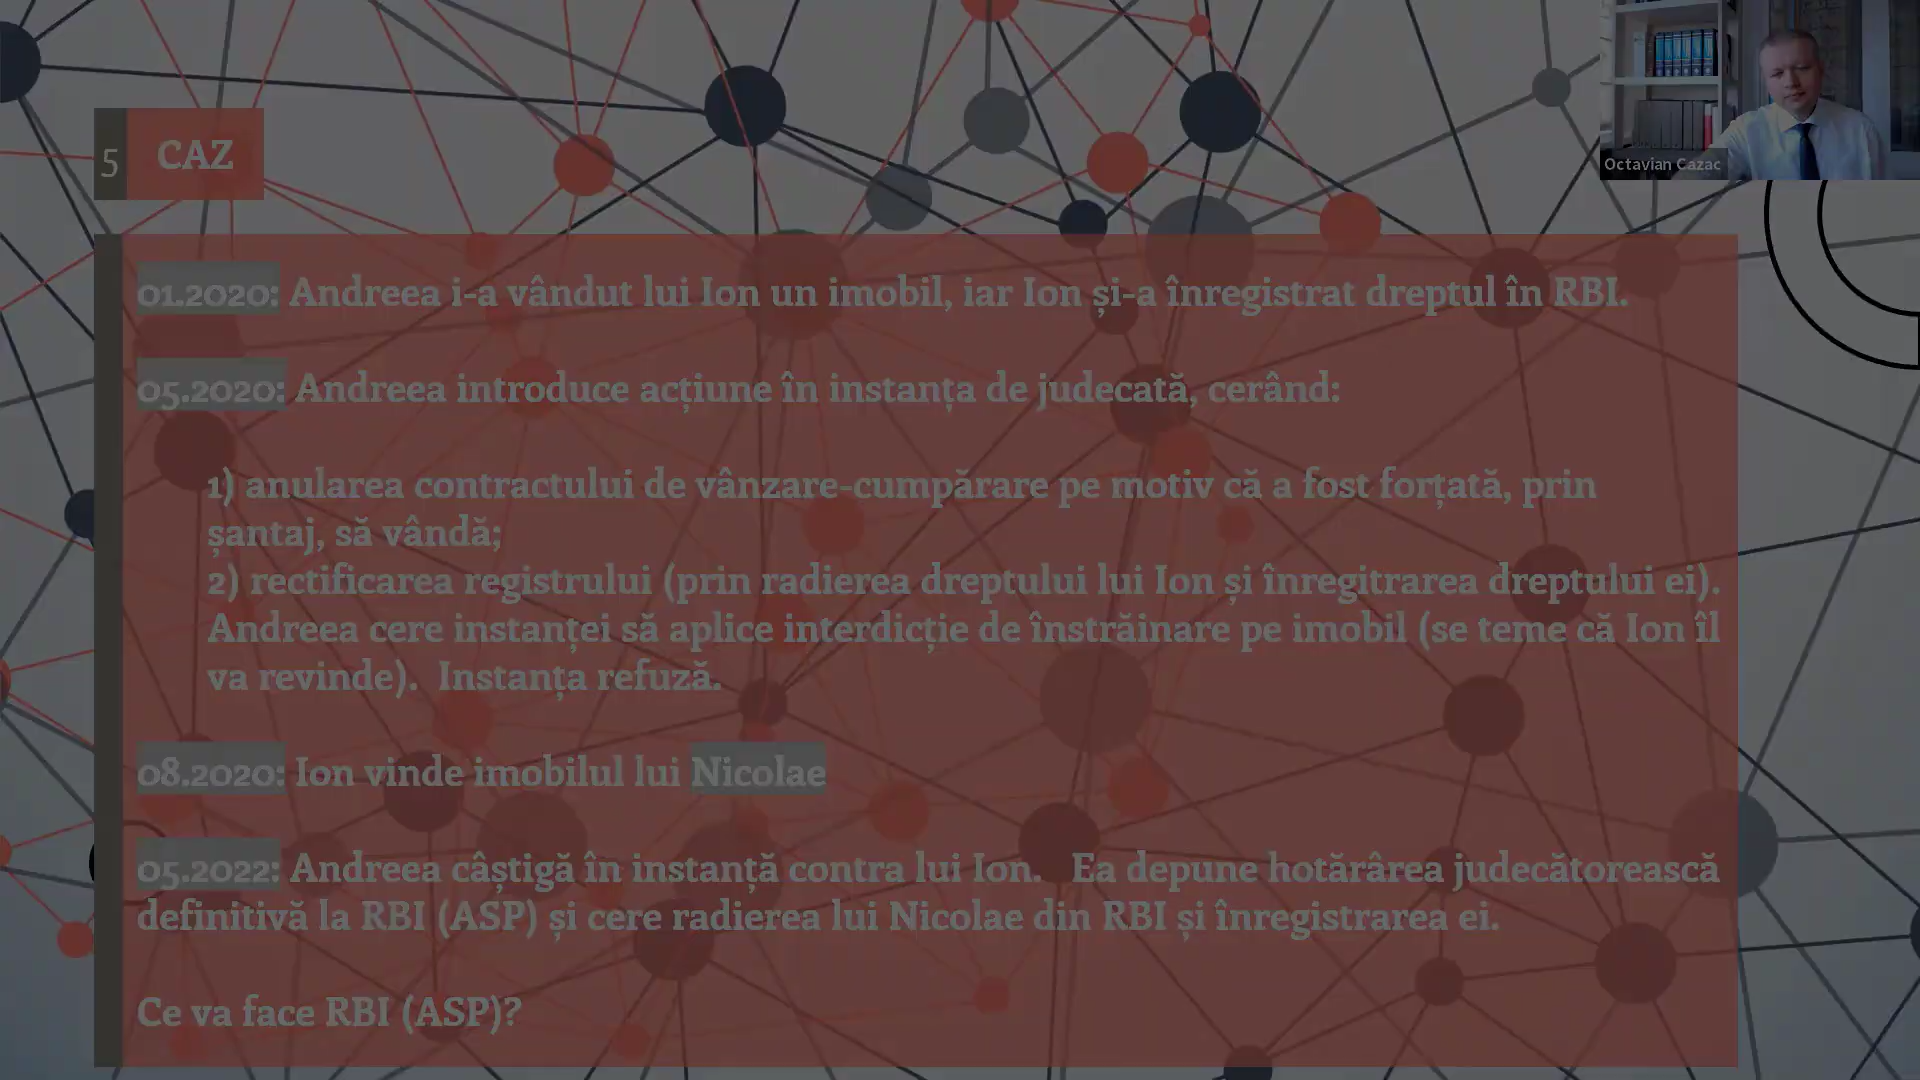 Octavian Cazac
5
CAZ
01.2020: Andreea i-a vândut lui Ion un imobil, iar Ion și-a înregistrat dreptul în RBI.
05.2020: Andreea introduce acțiune în instanța de judecată, cerând:
1) anularea contractului de vânzare-cumpărare pe motiv că a fost forțată, prin
șantaj, să vândă;
2) rectificarea registrului (prin radierea dreptului lui Ion și înregitrarea dreptului ei).
Andreea cere instanței să aplice interdicție de înstrăinare pe imobil (se teme că Ion îl
va revinde). Instanța refuză.
08.2020: Ion vinde imobilul lui Nicolae
05.2022: Andreea câștigă în instanță contra lui Ion. Ea depune hotărârea judecătorească
definitivă la RBI (ASP) și cere radierea lui Nicolae din RBI și înregistrarea ei.
Ce va face RBI (ASP)?